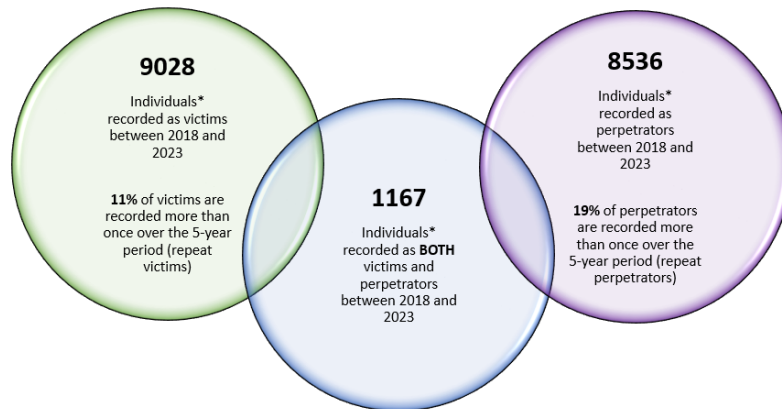 9028
Individuals*
recorded as victims
between 2018 and
2023
11% of victims are
recorded more than
once over the 5-year
period (repeat
victims)
1167
Individuals*
recorded as BOTH
victims and
perpetrators
between 2018 and
2023
8536
Individuals*
recorded as
perpetrators
between 2018 and
2023
19% of perpetrators
are recorded more
than once over the
5-year period (repeat
perpetrators)